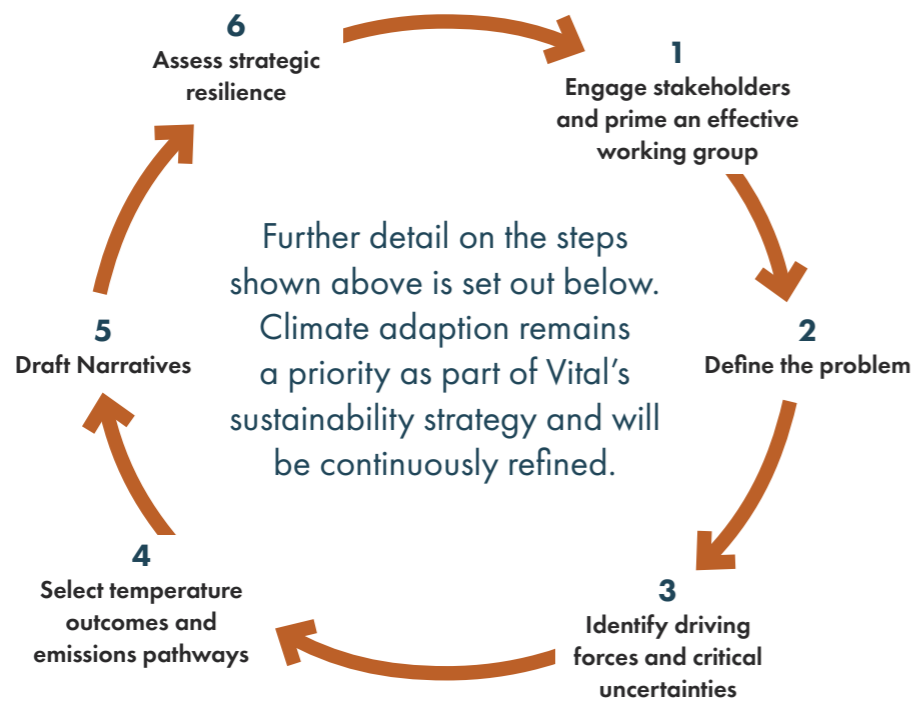 6
Assess strategic
resilience
1
Engage stakeholders
and prime an effective
working group
2
Define the problem
3
Identify driving
forces and critical
uncertainties
4
Select temperature
outcomes and
emissions pathways
5
Draft Narratives
Further detail on the steps
shown above is set out below.
Climate adaption remains
a priority as part of Vital’s
sustainability strategy and will
be continuously refined.